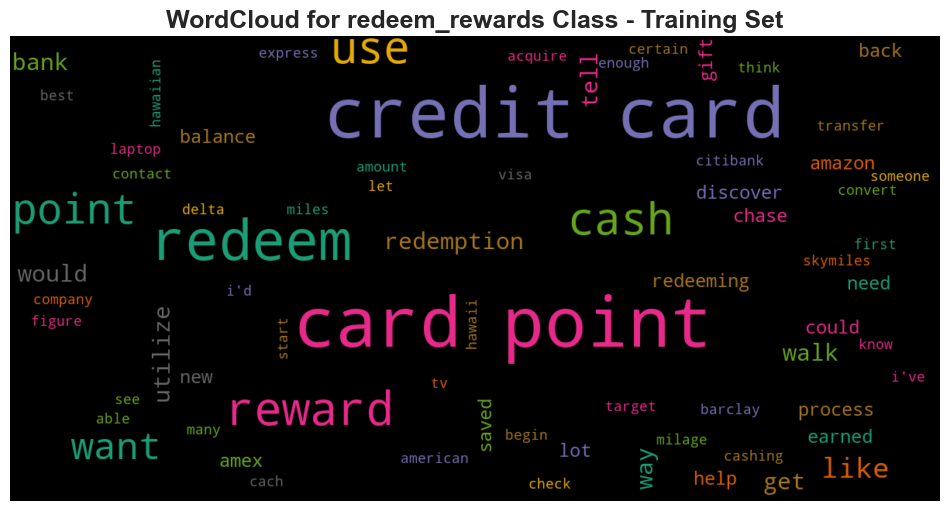 WordCloud for redeem_rewards Class - Training Set
use
express
certain
back
bank
acquire
enough
tell
gift
think
best
hawaiian
credit card
transfer
balance
laptop
contact
amount
let
visa
citibank
amazon
someone
convert
discover
point
delta
miles
redeem
cash
chase
redemption
first
skymiles
would
redeeming
need
i'd
company
figure
utilize
start
card point
hawaii
could
know
walk
new
tv
i've
see
able
reward
saved
target
barclay
process
many
want
begin
milage
earned
amex
american
lot
way
cashing
like
cach
check
help
get